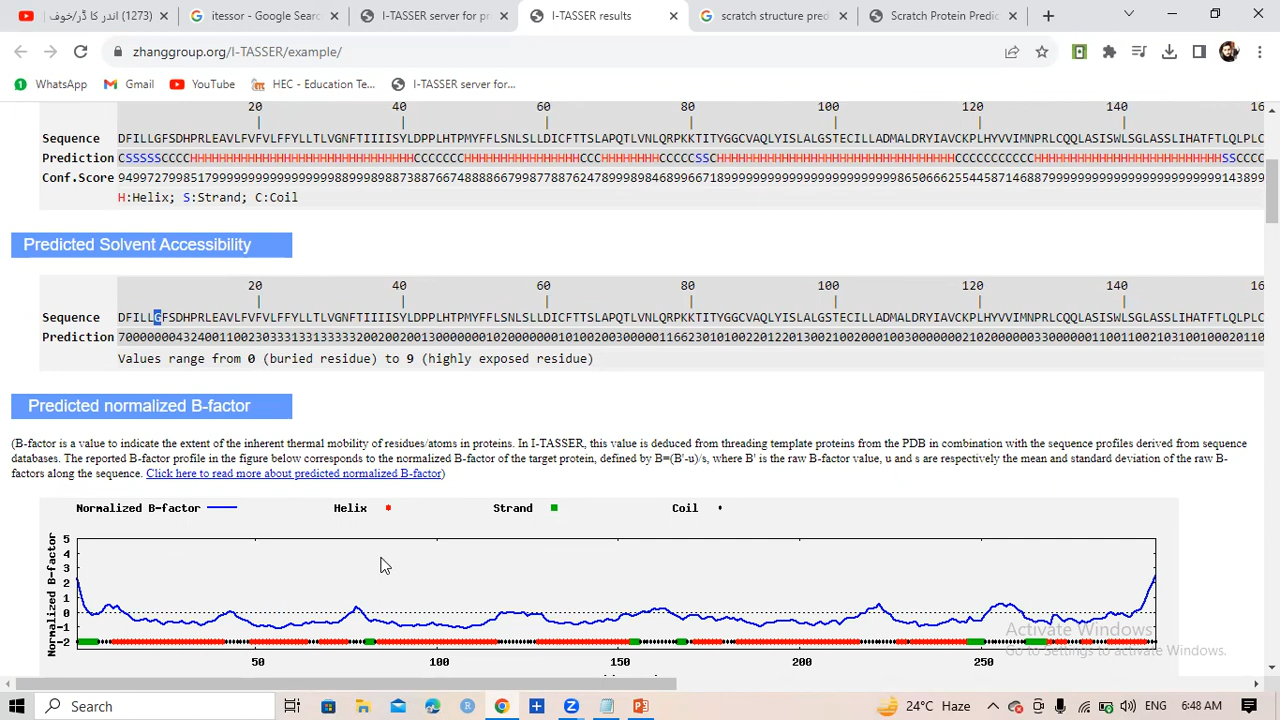 (1273) اندر کا ڈر/خوف
itessor - Google Searc
I-TASSER server for pr
I-TASSER results
scratch structure pred
Scratch Protein Predic
zhanggroup.org/I-TASSER/example/
WhatsApp
Gmail
YouTube
HEC - Education Te...
I-TASSER server for...
20 40 60 80 100 120 140 16
Sequence DFILLGFSDHPRLEAVLFVFVLFFYLLTLVGNFTIIIISYLDPPLHTPMYFFLSNLSLLDICFTTSLAPQTLVNLQRPKKTITYGGCVAQLYISLALGSTECILLADMALDRYIAVCKPLHYVVIMNPRLCQQLASISWLSGLASSLIHATFTLQLPLC
Prediction
Conf.Score
H:Helix; S:Strand; C:Coil
Predicted Solvent Accessibility
20 40 60 80 100 120 140 16
Sequence DFILLGFSDHPRLEAVLFVFVLFFYLLTLVGNFTIIIISYLDPPLHTPMYFFLSNLSLLDICFTTSLAPQTLVNLQRPKKTITYGGCVAQLYISLALGSTECILLADMALDRYIAVCKPLHYVVIMNPRLCQQLASISWLSGLASSLIHATFTLQLPLC
Prediction
Values range from 0 (buried residue) to 9 (highly exposed residue)
Predicted normalized B-factor
(B-factor is a value to indicate the extent of the inherent thermal mobility of residues/atoms in proteins. In I-TASSER, this value is deduced from threading template proteins from the PDB in combination with the sequence profiles derived from sequence
databases. The reported B-factor profile in the figure below corresponds to the normalized B-factor of the target protein, defined by B=(B'-u)/s, where B' is the raw B-factor value, u and s are respectively the mean and standard deviation of the raw B-
factors along the sequence. Click here to read more about predicted normalized B-factor)
Normalized B-factor Helix Strand Coil
Normalized B-factor
5
4
3
2
1
0
-1
-2
50 100 150 200 250
Activate Windows
Go to Settings to activate Windows.
Search
24°C Haze
ENG
6:48 AM